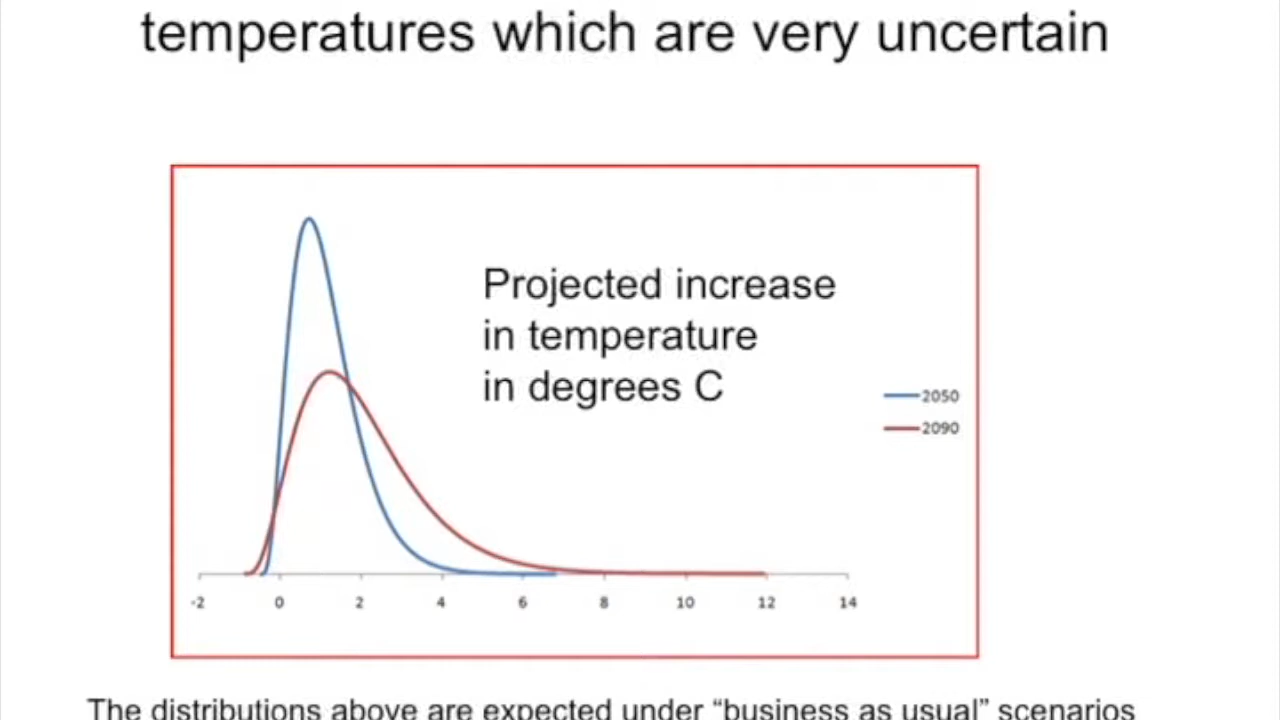 temperatures which are very uncertain
Projected increase
in temperature
in degrees C
2050
2090
-2 0 2 4 6 8 10 12 14
The distributions above are expected under “business as usual” scenarios